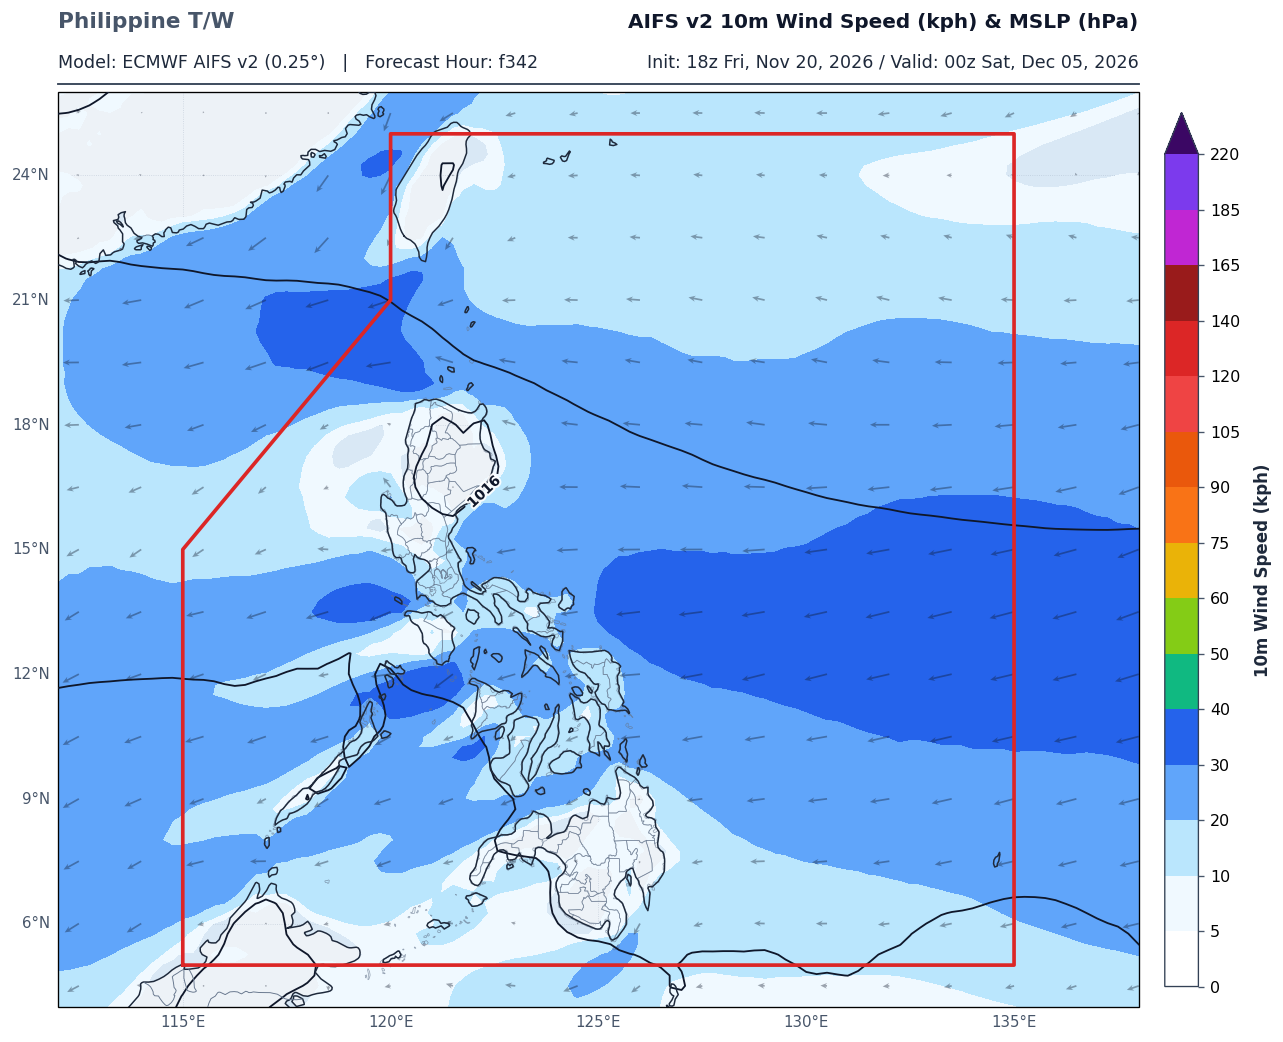 Philippine T/W
AIFS v2 10m Wind Speed (kph) & MSLP (hPa)
Model: ECMWF AIFS v2 (0.25°) | Forecast Hour: f342
Init: 18z Fri, Nov 20, 2026 / Valid: 00z Sat, Dec 05, 2026
24°N
21°N
18°N
15°N
12°N
9°N
6°N
115°E
120°E
125°E
130°E
135°E
1016
220
185
165
140
120
105
90
75
60
50
40
30
20
10
5
0
10m Wind Speed (kph)